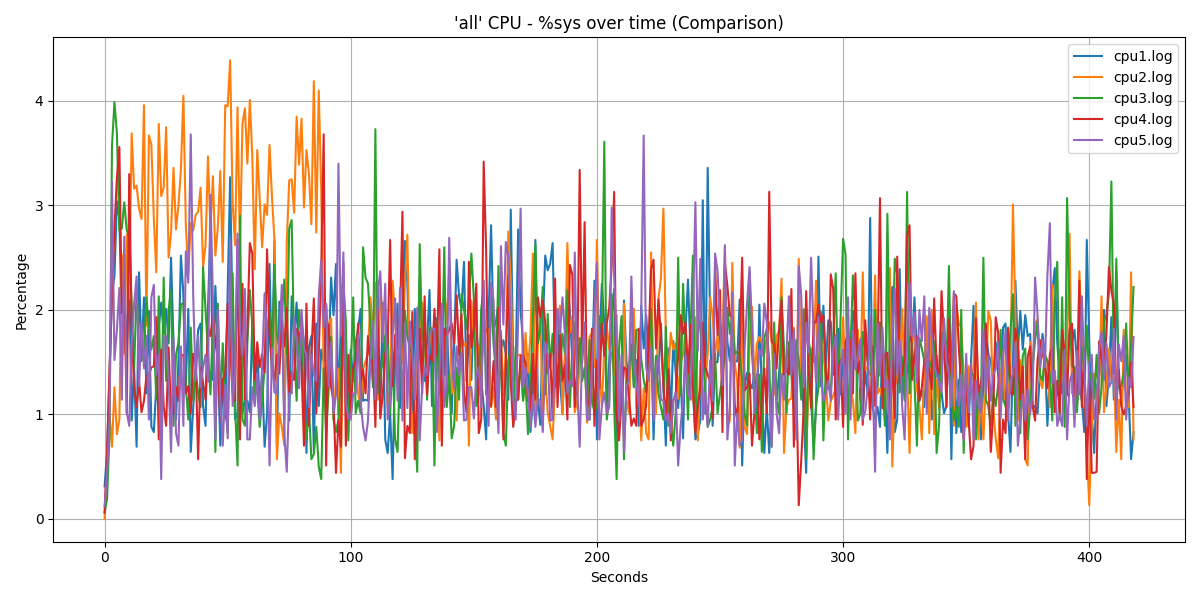 'all' CPU - %sys over time (Comparison)
cpu1.log
cpu2.log
cpu3.log
cpu4.log
cpu5.log
Percentage
4
3
2
1
0
0 100 200 300 400
Seconds